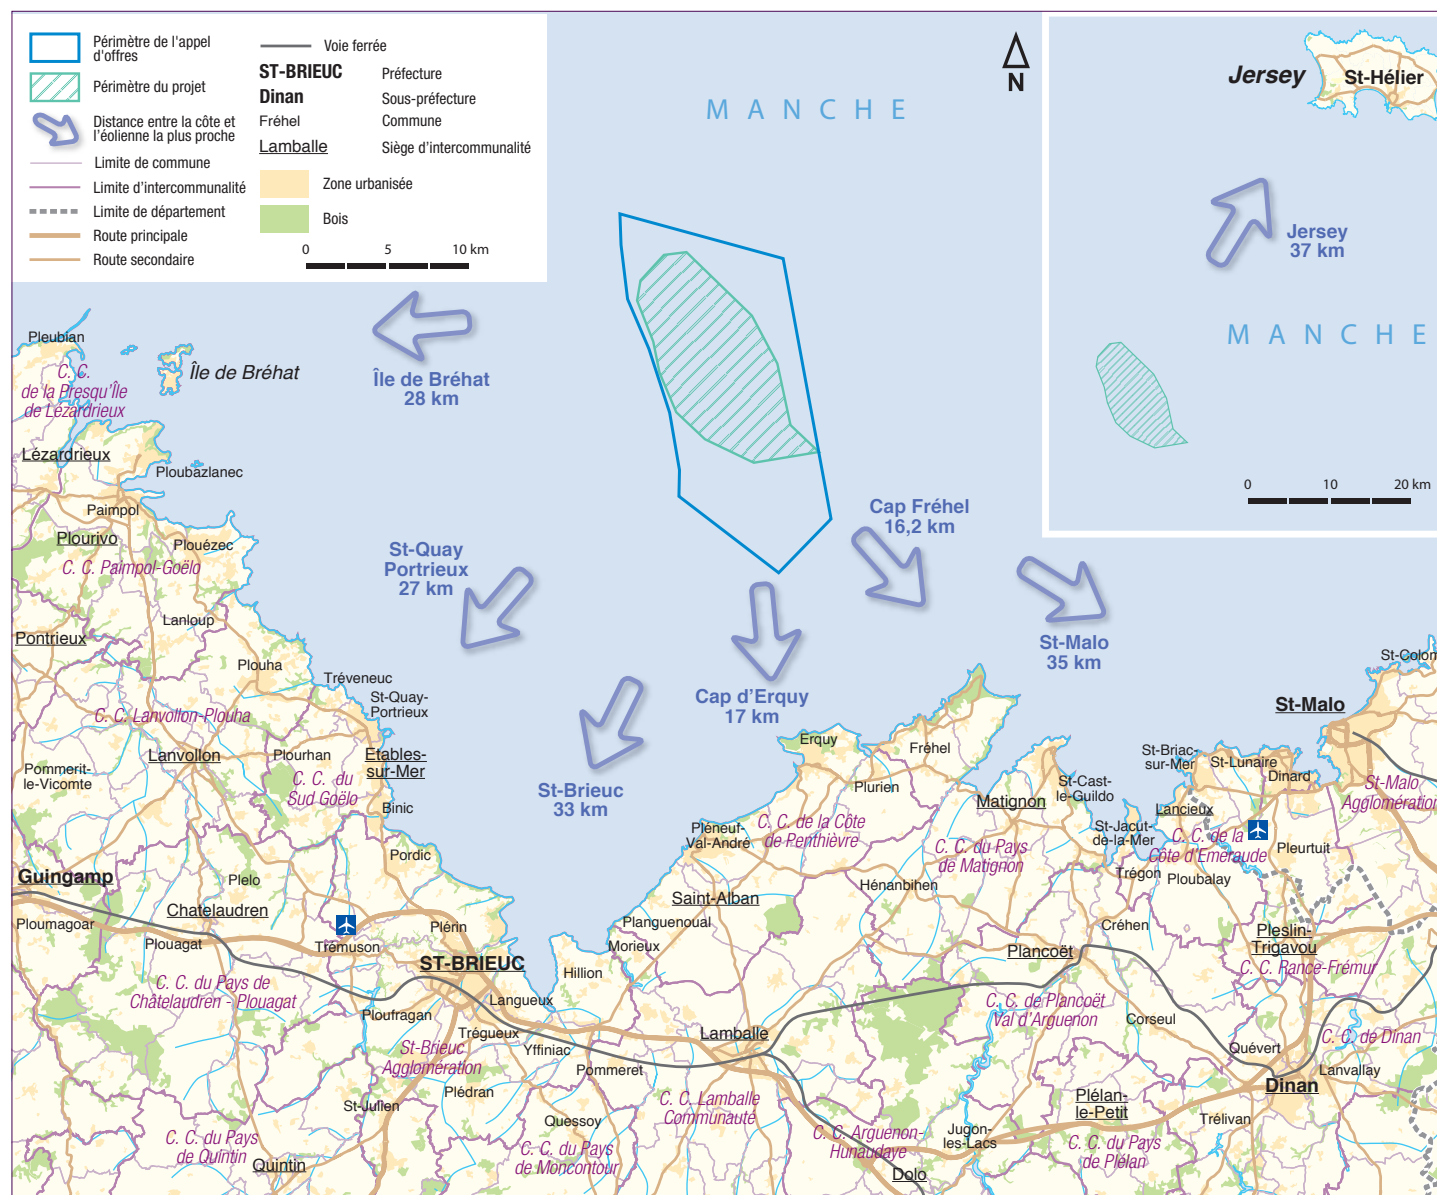 Périmètre de l'appel
d'offres
Périmètre du projet
Distance entre la côte et
l'éolienne la plus proche
Limite de commune
Limite d'intercommunalité
Limite de département
Route principale
Route secondaire
Voie ferrée
ST-BRIEUC Préfecture
Dinan Sous-préfecture
Fréhel Commune
Lamballe Siège d'intercommunalité
Zone urbanisée
Bois
0 5 10 km
MANCHE
N
Jersey
St-Hélier
Jersey
37 km
MANCHE
0 10 20 km
Pleubian
Île de Bréhat
C. C.
de la Presqu'Île
de Lézardrieux
Île de Bréhat
28 km
Lézardrieux
Ploubazlanec
Paimpol
Plourivo
Plouézec
C. C. Paimpol-Goëlo
Cap Fréhel
16,2 km
St-Quay
Portrieux
27 km
Lanloup
Pontrieux
Plouha
Tréveneuc
St-Quay-
Portrieux
St-Malo
35 km
Cap d'Erquy
17 km
St-Colom
St-Malo
C. C. Lanvollon-Plouha
Lanvollon
Plourhan
Etables-
sur-Mer
Pommerit-
le-Vicomte
C. C. du
Sud Goëlo
Binic
St-Brieuc
33 km
Erquy
Fréhel
Plurien
Matignon
St-Cast-
le-Guildo
St-Briac-
sur-Mer
St-Lunaire
Dinard
Lancieux
St-Malo
Agglomération
Pléneuf-
Val-André
C. C. de la Côte
de Penthièvre
C. C. du Pays
de Matignon
St-Jacut-
de-la-Mer
C. C. de la
Côte d'Emeraude
Pleurtuit
Trégon
Ploubalay
Pordic
Guingamp
Plelo
Chatelaudren
Ploumagoar
Plouagat
Trémuson
Plérin
ST-BRIEUC
Saint-Alban
Hénanbihen
Planguenoual
Morieux
Hillion
Créhen
Plancoët
Pleslin-
Trigavou
C. C. Rance-Frémur
C. C. du Pays de
Châtelaudren - Plouagat
Langueux
Ploufragan
Trégueux
Yffiniac
St-Brieuc
Agglomération
Pommeret
Lamballe
C. C. de Plancoët
Val d'Arguenon
Corseul
Quévert
C. C. de Dinan
Lanvallay
Dinan
Plédran
St-Julien
Quessoy
C. C. Lamballe
Communauté
Plélan-
le-Petit
Trélivan
C. C. du Pays
de Quintin
Quintin
C. C. du Pays
de Moncontour
C. C. Arguenon-
Hunaudaye
Jugon-
les-Lacs
Dolo
C. C. du Pays
de Plélan